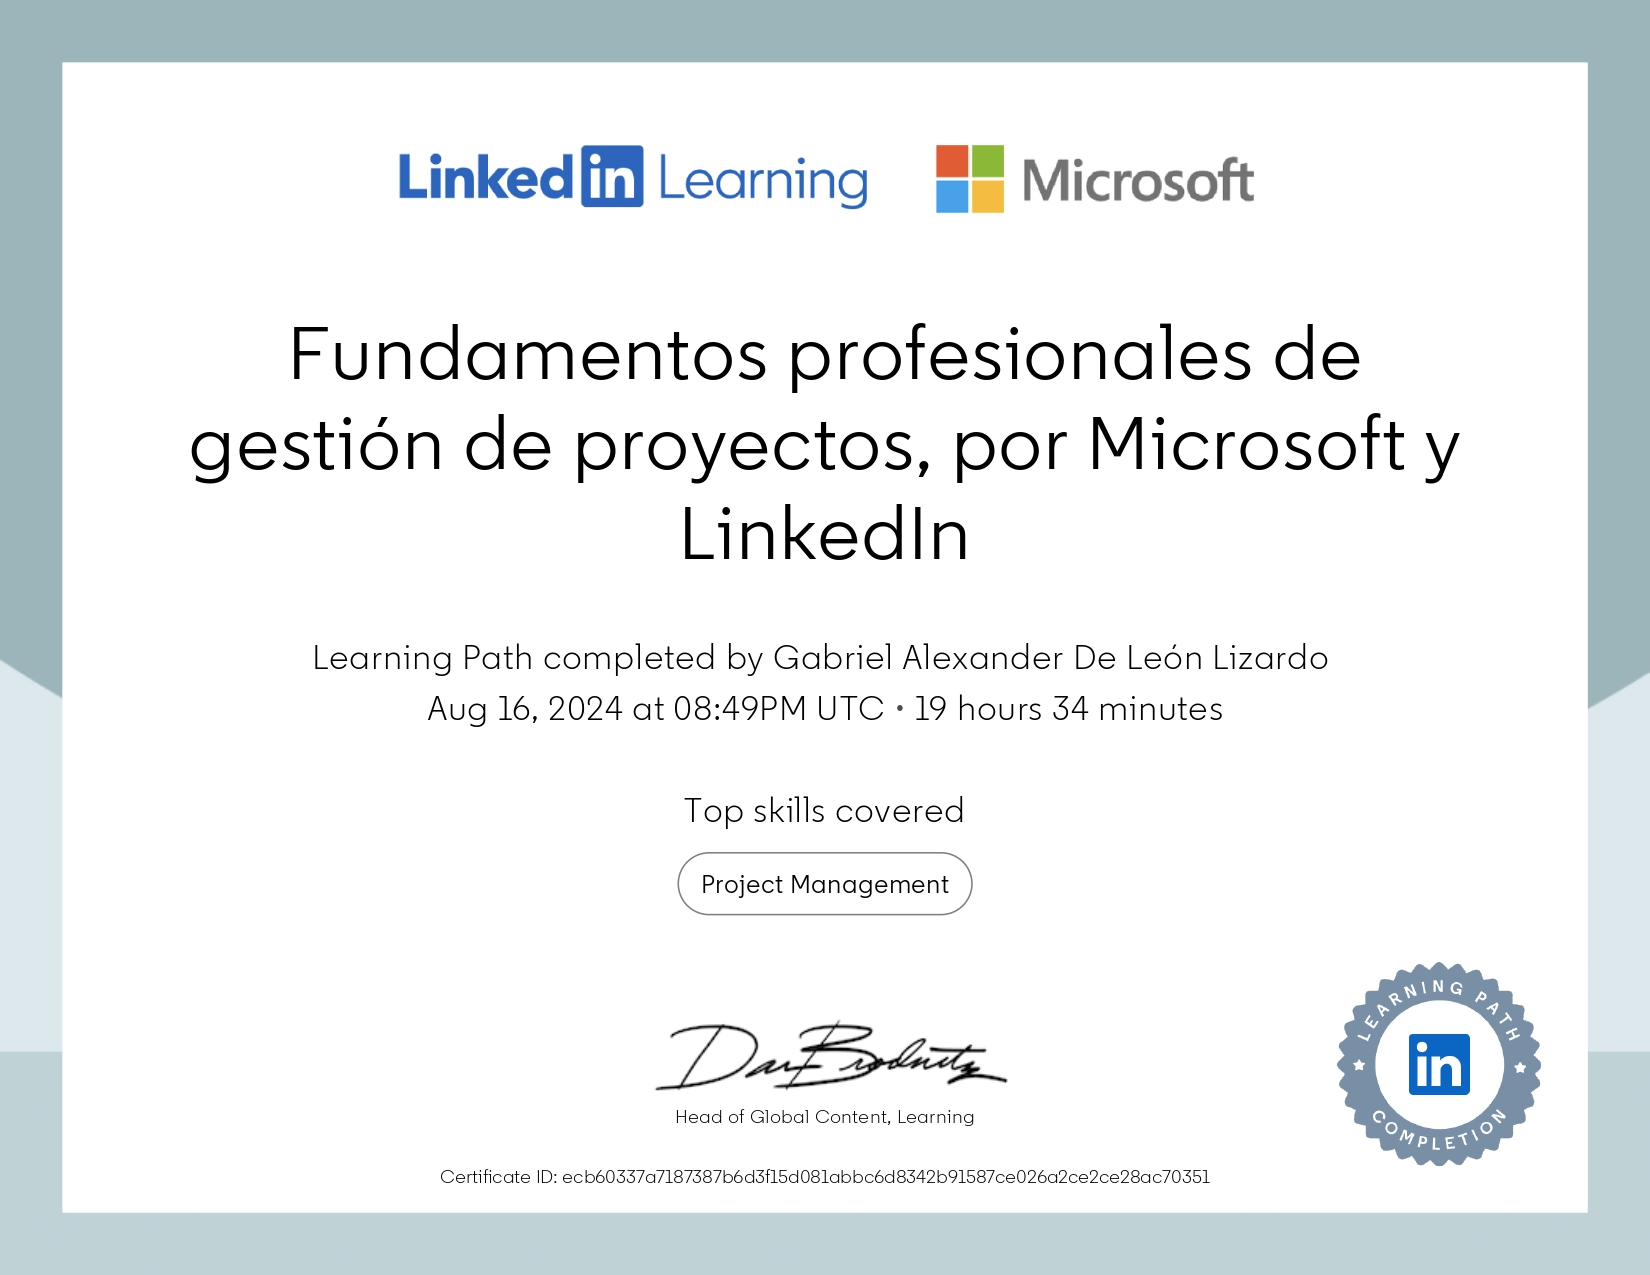 Linked in Learning Microsoft
Fundamentos profesionales de
gestión de proyectos, por Microsoft y
LinkedIn
Learning Path completed by Gabriel Alexander De León Lizardo
Aug 16, 2024 at 08:49PM UTC • 19 hours 34 minutes
Top skills covered
Project Management
Dan Brodnitz
Head of Global Content, Learning
LEARNING PATH
in
COMPLETION
Certificate ID: ecb60337a7187387b6d3f15d081abbc6d8342b91587ce026a2ce2ce28ac70351